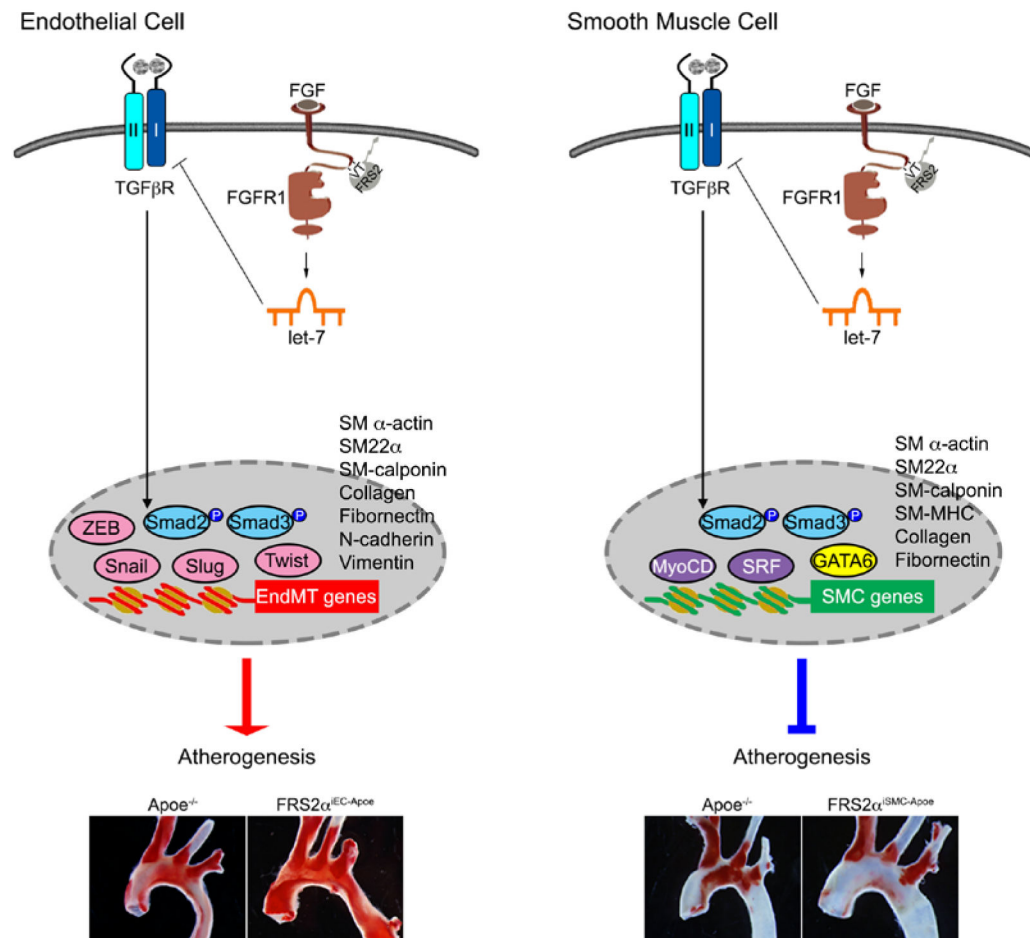 Endothelial Cell
FGF
II
I
VT
FRS2
TGFβR
FGFR1
let-7
SM α-actin
SM22α
SM-calponin
Collagen
Fibornectin
N-cadherin
Vimentin
ZEB
Smad2
P
Smad3
P
Snail
Slug
Twist
EndMT genes
Atherogenesis
Apoe-/-
FRS2αiEC-Apoe
Smooth Muscle Cell
FGF
II
I
VT
FRS2
TGFβR
FGFR1
let-7
SM α-actin
SM22α
SM-calponin
SM-MHC
Collagen
Fibornectin
Smad2
P
Smad3
P
MyoCD
SRF
GATA6
SMC genes
Atherogenesis
Apoe-/-
FRS2αiSMC-Apoe